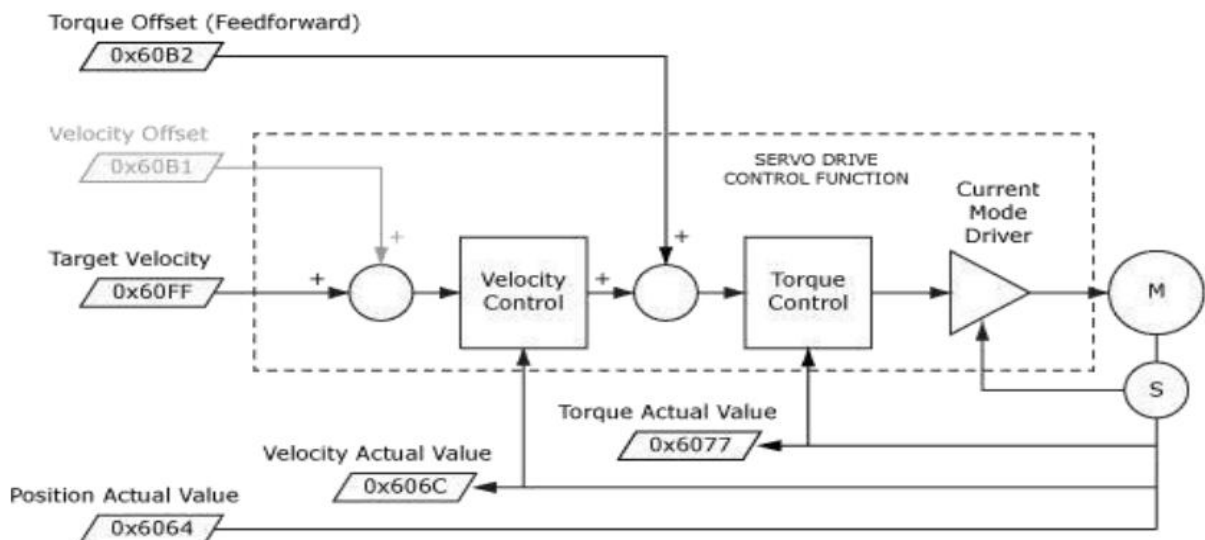 Torque Offset (Feedforward)
0x60B2
Velocity Offset
0x60B1
SERVO DRIVE
CONTROL FUNCTION
Current
Mode
Driver
+
+
Target Velocity
0x60FF
+
Velocity
Control
+
Torque
Control
M
S
Torque Actual Value
0x6077
Velocity Actual Value
0x606C
Position Actual Value
0x6064